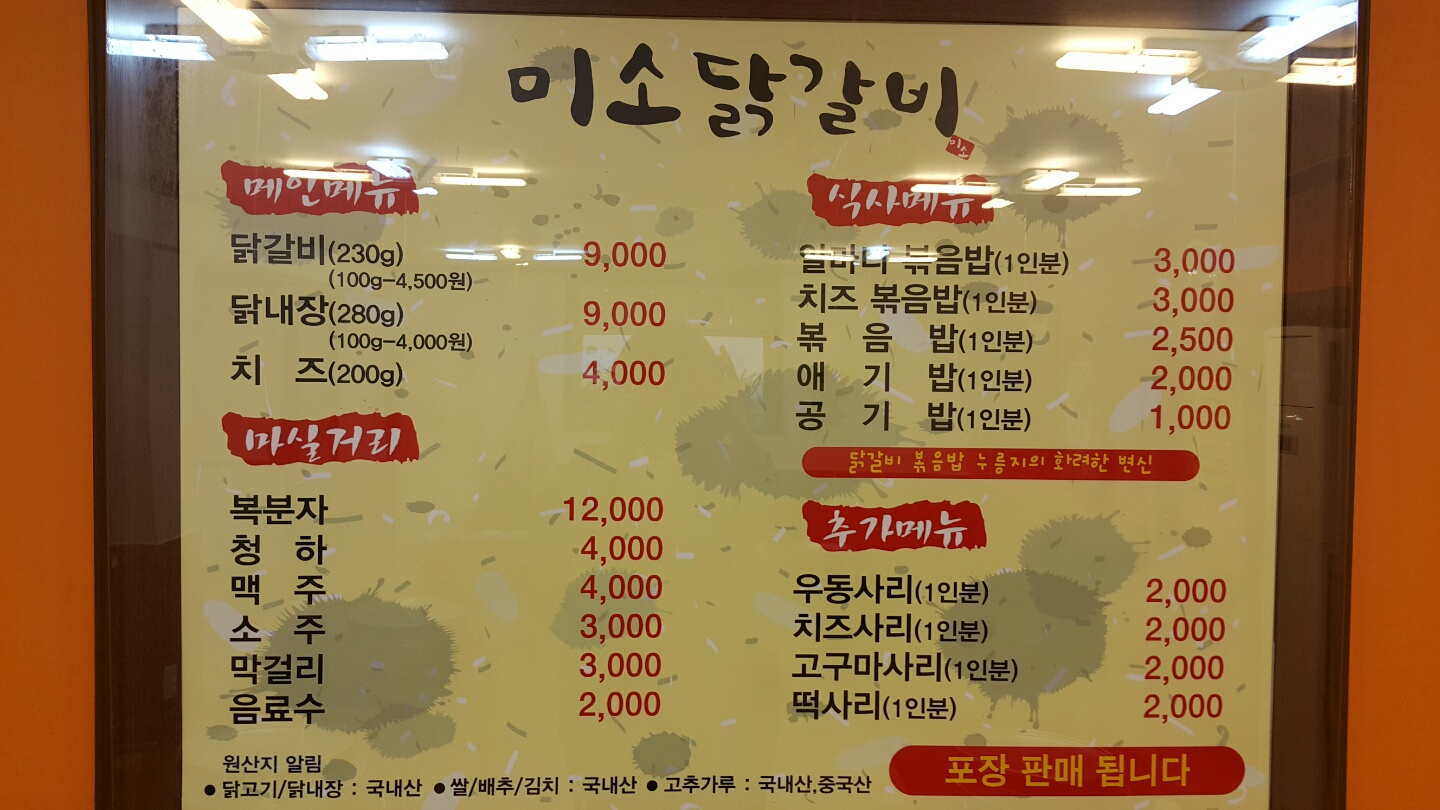 미소닭갈비
미소
메인메뉴
닭갈비(230g) 9,000
(100g-4,500원)
닭내장(280g) 9,000
(100g-4,000원)
치 즈(200g) 4,000
마실거리
복분자 12,000
청 하 4,000
맥 주 4,000
소 주 3,000
막걸리 3,000
음료수 2,000
식사메뉴
알마니 볶음밥(1인분) 3,000
치즈 볶음밥(1인분) 3,000
볶 음 밥(1인분) 2,500
애 기 밥(1인분) 2,000
공 기 밥(1인분) 1,000
닭갈비 볶음밥 누릉지의 화려한 변신
추가메뉴
우동사리(1인분) 2,000
치즈사리(1인분) 2,000
고구마사리(1인분) 2,000
떡사리(1인분) 2,000
포장 판매 됩니다
원산지 알림
● 닭고기/닭내장 : 국내산 ● 쌀/배추/김치 : 국내산 ● 고추가루 : 국내산,중국산